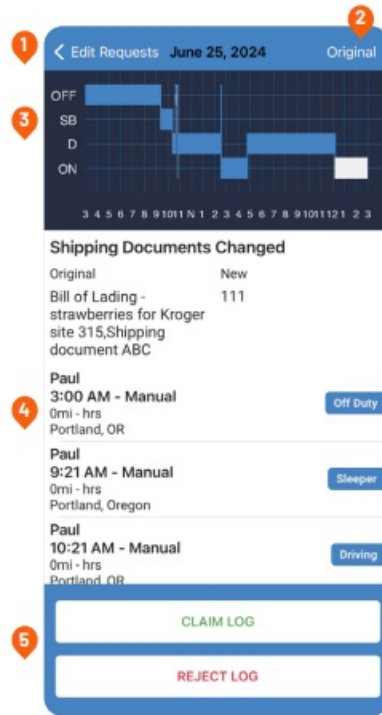 1
2
Edit Requests June 25, 2024 Original
3
OFF
SB
D
ON
3 4 5 6 7 8 9 10 11 N 1 2 3 4 5 6 7 8 9 10 11 12 1 2 3
Shipping Documents Changed
Original New
Bill of Lading - 111
strawberries for Kroger
site 315,Shipping
document ABC
4
Paul
3:00 AM - Manual
Off Duty
0mi - hrs
Portland, OR
Paul
9:21 AM - Manual
Sleeper
0mi - hrs
Portland, Oregon
Paul
10:21 AM - Manual
Driving
0mi - hrs
Portland, OR
5
CLAIM LOG
REJECT LOG